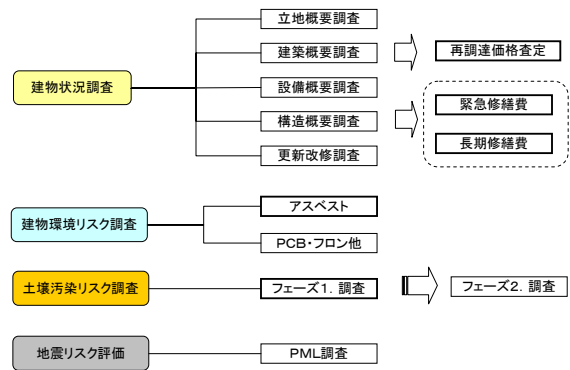 立地概要調査
建築概要調査
再調達価格査定
建物状況調査
設備概要調査
緊急修繕費
構造概要調査
長期修繕費
更新改修調査
建物環境リスク調査
アスベスト
PCB・フロン他
土壌汚染リスク調査
フェーズ1. 調査
フェーズ2. 調査
地震リスク評価
PML調査